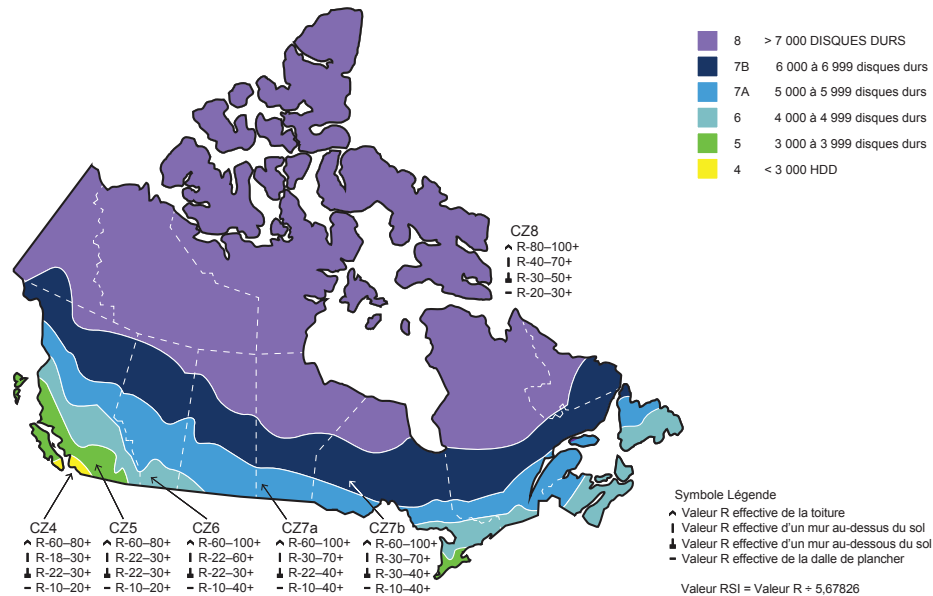 8 > 7 000 DISQUES DURS
7B 6 000 à 6 999 disques durs
7A 5 000 à 5 999 disques durs
6 4 000 à 4 999 disques durs
5 3 000 à 3 999 disques durs
4 < 3 000 HDD
CZ8
R-80–100+
R-40–70+
R-30–50+
R-20–30+
CZ4
R-60–80+
R-18–30+
R-22–30+
R-10–20+
CZ5
R-60–80+
R-22–30+
R-22–30+
R-10–20+
CZ6
R-60–100+
R-22–60+
R-22–30+
R-10–40+
CZ7a
R-60–100+
R-30–70+
R-22–40+
R-10–40+
CZ7b
R-60–100+
R-30–70+
R-30–40+
R-10–40+
Symbole Légende
Valeur R effective de la toiture
Valeur R effective d'un mur au-dessus du sol
Valeur R effective d'un mur au-dessous du sol
Valeur R effective de la dalle de plancher
Valeur RSI = Valeur R ÷ 5,67826